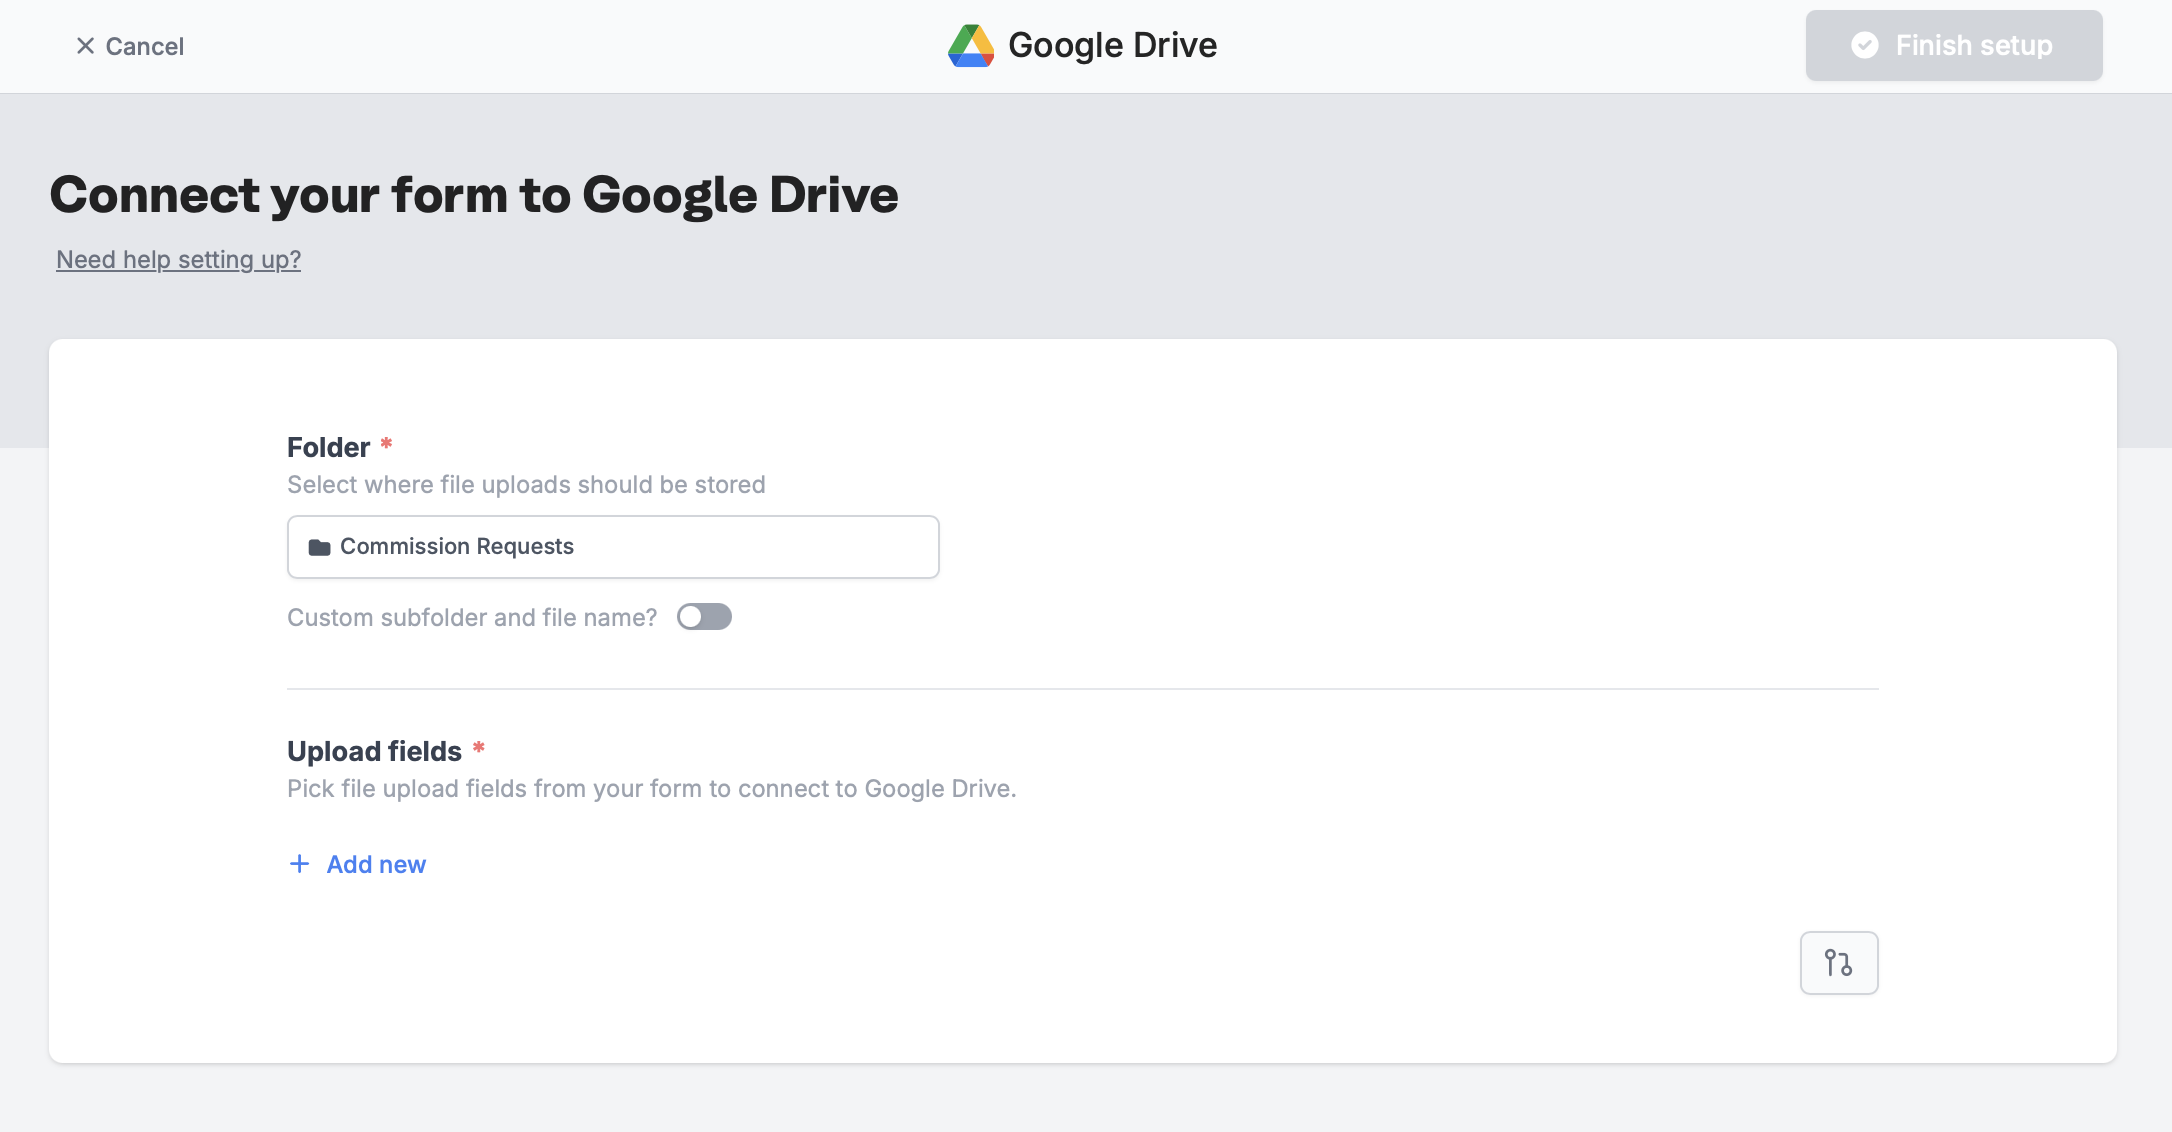 Cancel
Google Drive
Finish setup
Connect your form to Google Drive
Need help setting up?
Folder *
Select where file uploads should be stored
Commission Requests
Custom subfolder and file name?
Upload fields *
Pick file upload fields from your form to connect to Google Drive.
+ Add new